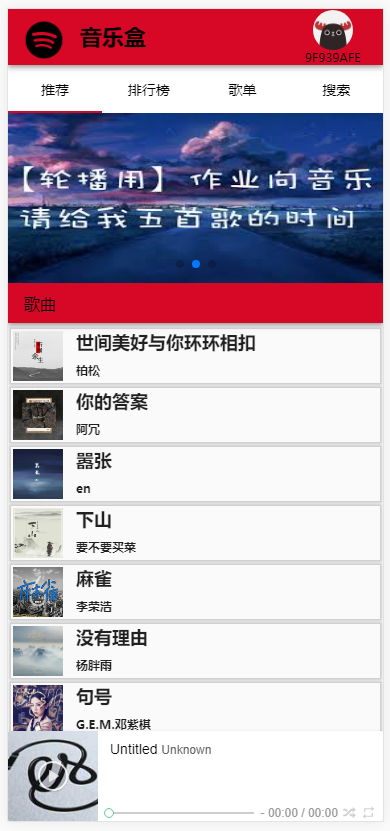 音乐盒
9F939AFE
推荐 排行榜 歌单 搜索
【轮播用】作业向音乐
请给我五首歌的时间
歌曲
世间美好与你环环相扣
柏松
你的答案
阿冗
嚣张
en
下山
要不要买菜
麻雀
李荣浩
没有理由
杨胖雨
句号
G.E.M.邓紫棋
Untitled Unknown
- 00:00 / 00:00